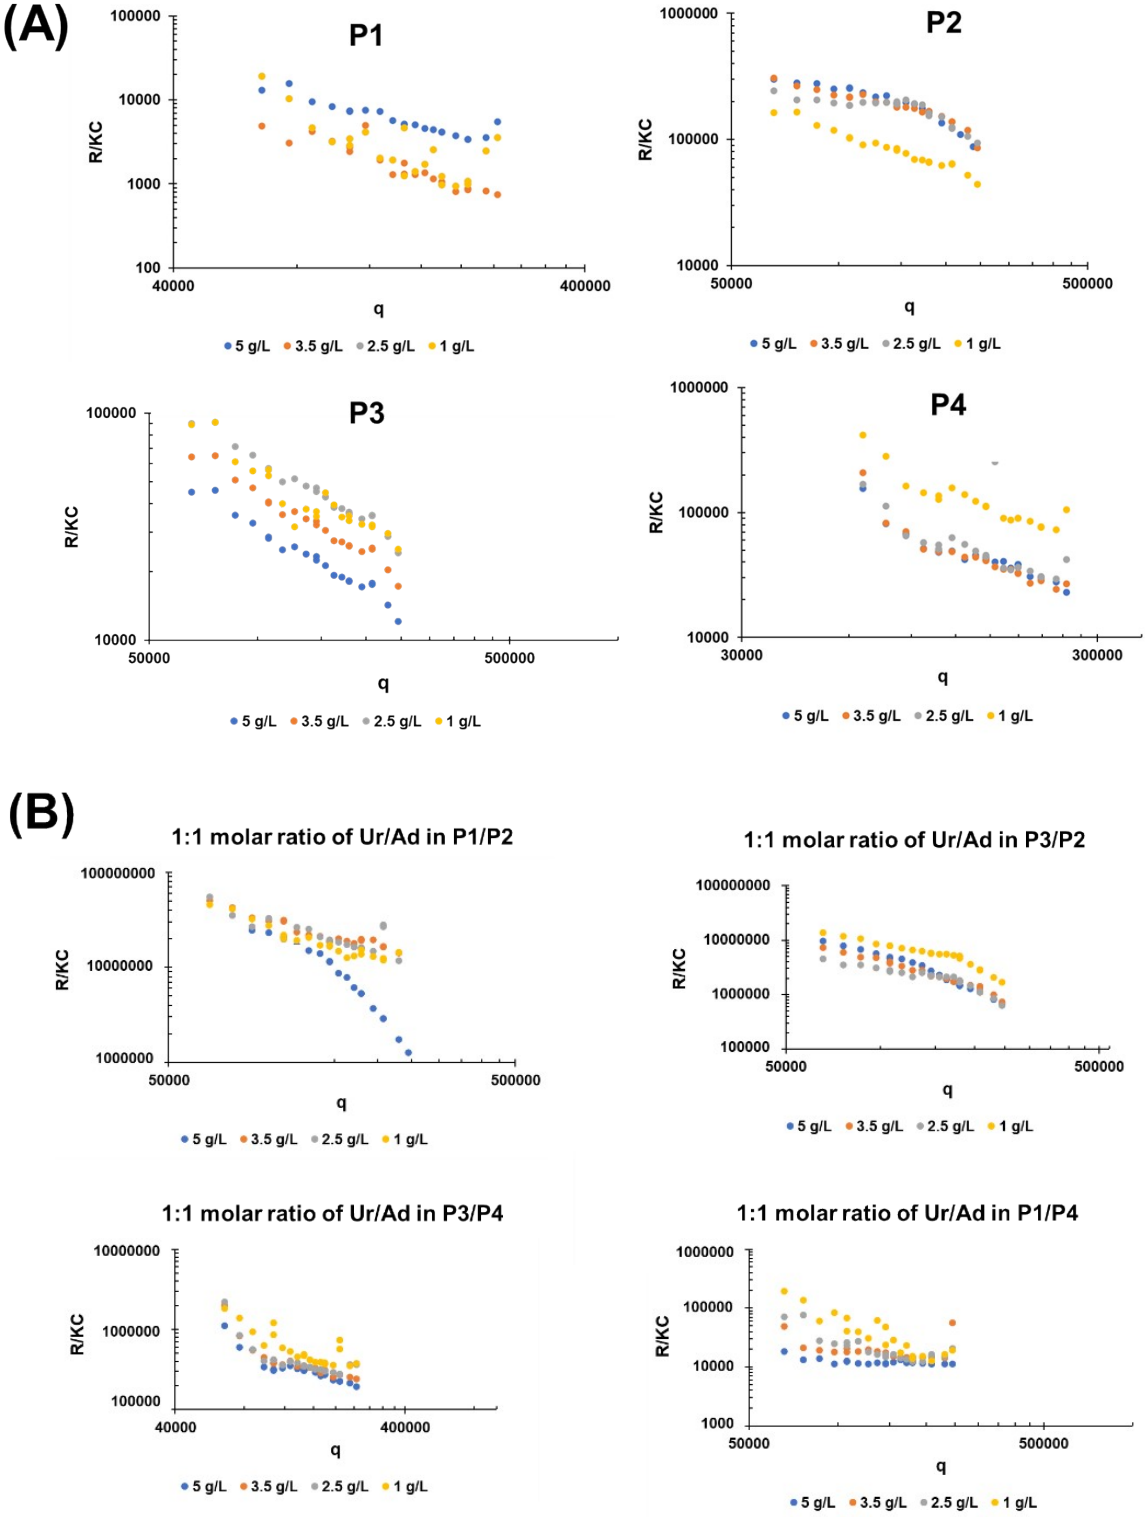 (A)
P1
100000
10000
1000
100
R/KC
40000 400000
q
5 g/L 3.5 g/L 2.5 g/L 1 g/L
P2
1000000
100000
10000
R/KC
50000 500000
q
5 g/L 3.5 g/L 2.5 g/L 1 g/L
P3
100000
10000
R/KC
50000 500000
q
5 g/L 3.5 g/L 2.5 g/L 1 g/L
P4
1000000
100000
10000
R/KC
30000 300000
q
5 g/L 3.5 g/L 2.5 g/L 1 g/L
(B)
1:1 molar ratio of Ur/Ad in P1/P2
100000000
10000000
1000000
R/KC
50000 500000
q
5 g/L 3.5 g/L 2.5 g/L 1 g/L
1:1 molar ratio of Ur/Ad in P3/P2
100000000
10000000
1000000
100000
R/KC
50000 500000
q
5 g/L 3.5 g/L 2.5 g/L 1 g/L
1:1 molar ratio of Ur/Ad in P3/P4
10000000
1000000
100000
R/KC
40000 400000
q
5 g/L 3.5 g/L 2.5 g/L 1 g/L
1:1 molar ratio of Ur/Ad in P1/P4
1000000
100000
10000
1000
R/KC
50000 500000
q
5 g/L 3.5 g/L 2.5 g/L 1 g/L